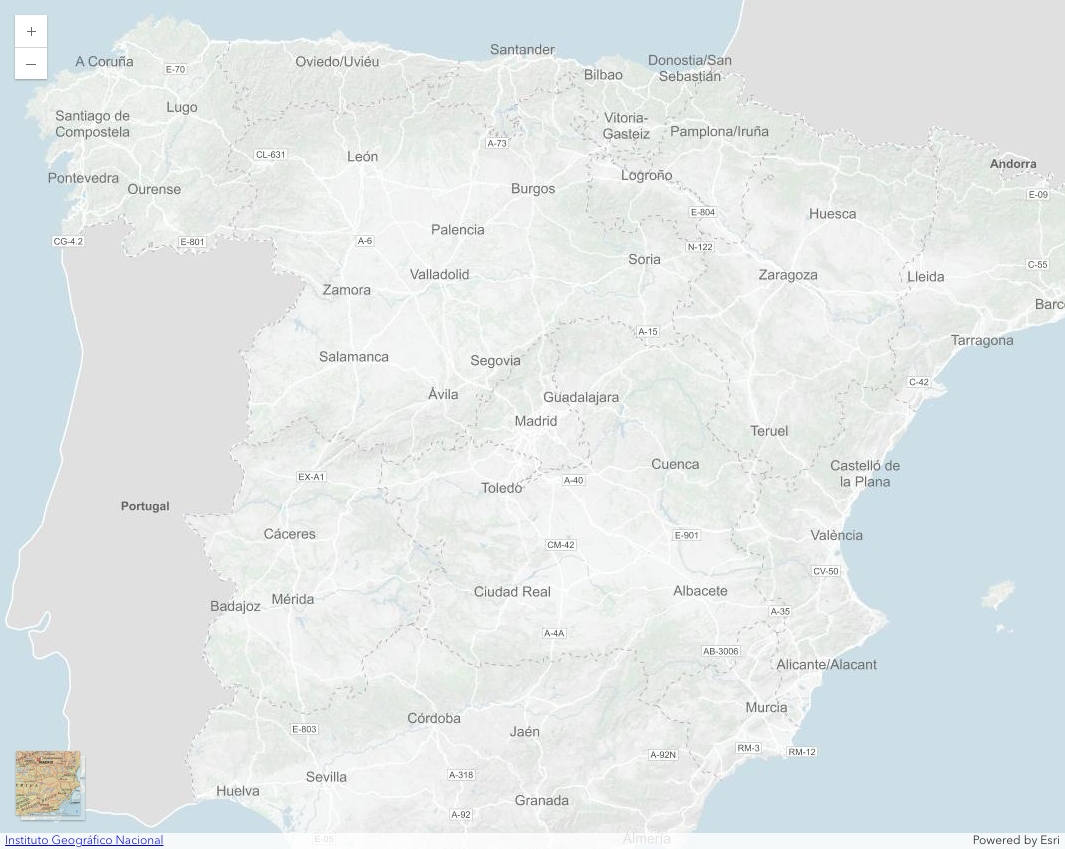 +
Santander
Oviedo/Uviéu
A Coruña
Donostia/San
Sebastián
−
E-70
Bilbao
Lugo
Santiago de
Compostela
Vitoria-
Gasteiz
Pamplona/Iruña
A-73
CL-631
León
Andorra
Pontevedra
Ourense
Logroño
Burgos
E-09
E-804
Huesca
Palencia
CG-4.2
E-801
A-6
N-122
Soria
C-55
Valladolid
Zaragoza
Lleida
Zamora
Barc
A-15
Tarragona
Salamanca
Segovia
C-42
Ávila
Guadalajara
Madrid
Teruel
Cuenca
Castelló de
la Plana
EX-A1
A-40
Toledo
Portugal
Cáceres
E-901
València
CM-42
CV-50
Ciudad Real
Albacete
Badajoz
Mérida
A-35
A-4A
AB-3006
Alicante/Alacant
Murcia
Córdoba
E-803
Jaén
RM-3
RM-12
A-92N
Sevilla
A-318
Huelva
Granada
A-92
E-05
Almería
Instituto Geográfico Nacional
Powered by Esri